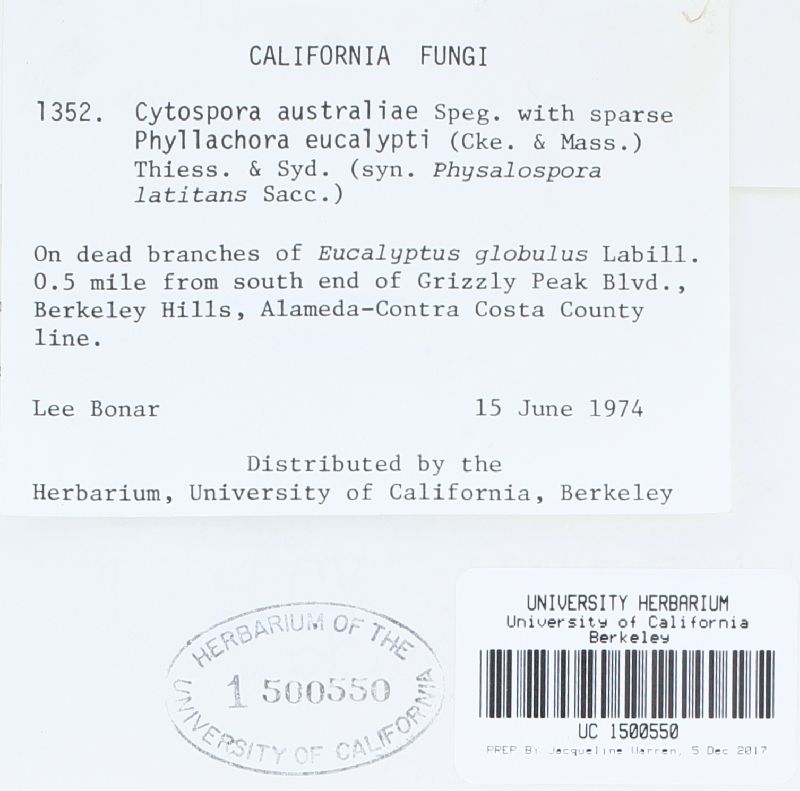 CALIFORNIA FUNGI
1352. Cytospora australiae Speg. with sparse
Phyllachora eucalypti (Cke. & Mass.)
Thiess. & Syd. (syn. Physalospora
latitans Sacc.)
On dead branches of Eucalyptus globulus Labill.
0.5 mile from south end of Grizzly Peak Blvd.,
Berkeley Hills, Alameda-Contra Costa County
line.
Lee Bonar 15 June 1974
Distributed by the
Herbarium, University of California, Berkeley
HERBARIUM OF THE
1500550
UNIVERSITY OF CALIFORNIA
UNIVERSITY HERBARIUM
University of California
Berkeley
UC 1500550
PREP BY Jacqueline Warren, 5 Dec 2017